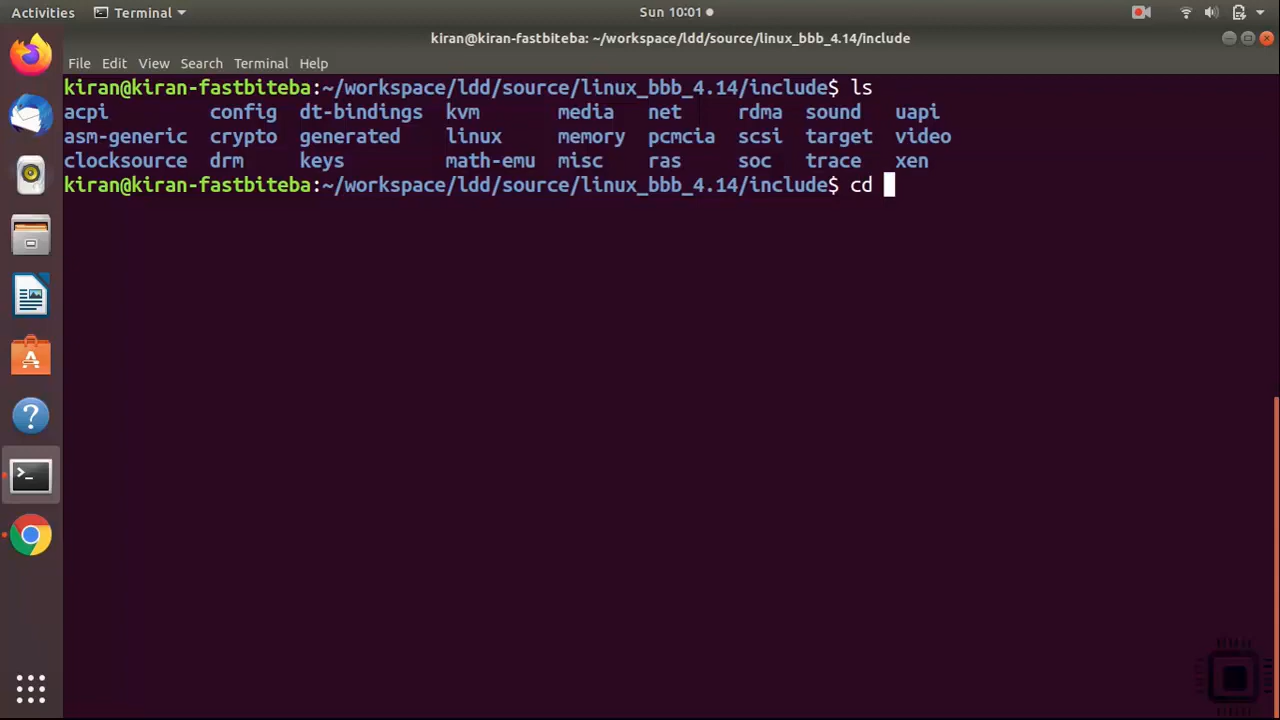 Activities Terminal Sun 10:01
kiran@kiran-fastbiteba: ~/workspace/ldd/source/linux_bbb_4.14/include
File Edit View Search Terminal Help
kiran@kiran-fastbiteba:~/workspace/ldd/source/linux_bbb_4.14/include$ ls
acpi config dt-bindings kvm media net rdma sound uapi
asm-generic crypto generated linux memory pcmcia scsi target video
clocksource drm keys math-emu misc ras soc trace xen
kiran@kiran-fastbiteba:~/workspace/ldd/source/linux_bbb_4.14/include$ cd